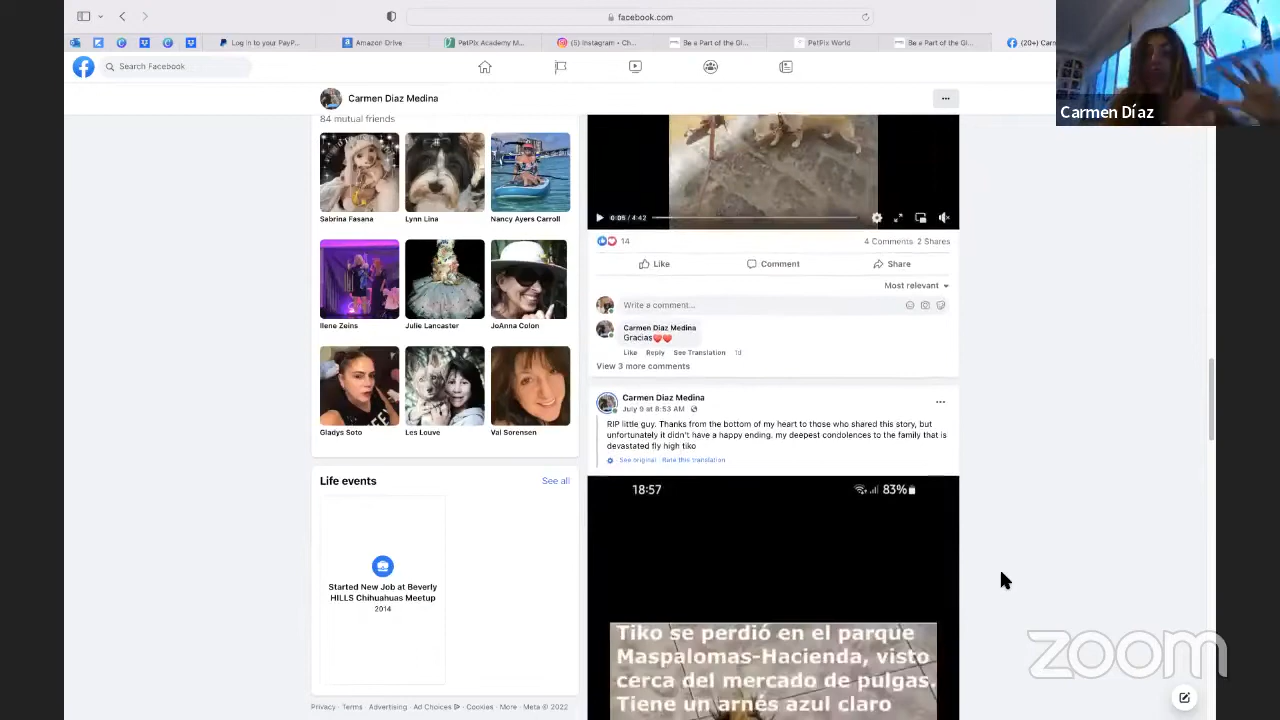 facebook.com
Log in to your PayP...
Amazon Drive
PetPlx Academy M...
(5) Instagram • Ch...
Be a Part of the Gl...
PetPlx World
Be a Part of the Gl...
(20+) Carr
Search Facebook
Carmen Diaz Medina
Carmen Díaz
84 mutual friends
Sabrina Fasana
Lynn Lina
Nancy Ayers Carroll
Ilene Zeins
Julie Lancaster
JoAnna Colon
Gladys Soto
Les Louve
Val Sorensen
Life events
See all
Started New Job at Beverly
HILLS Chihuahuas Meetup
2014
Privacy · Terms · Advertising · Ad Choices · Cookies · More · Meta © 2022
0:05 / 4:42
14
4 Comments 2 Shares
Like
Comment
Share
Most relevant
Write a comment...
Carmen Diaz Medina
Gracias
Like Reply See Translation 1d
View 3 more comments
Carmen Diaz Medina
July 9 at 8:53 AM
RIP little guy. Thanks from the bottom of my heart to those who shared this story, but
unfortunately it didn't have a happy ending. my deepest condolences to the family that is
devastated fly high tiko
See original · Rate this translation
18:57
83%
Tiko se perdió en el parque
Maspalomas-Hacienda, visto
cerca del mercado de pulgas.
Tiene un arnés azul claro
zoom